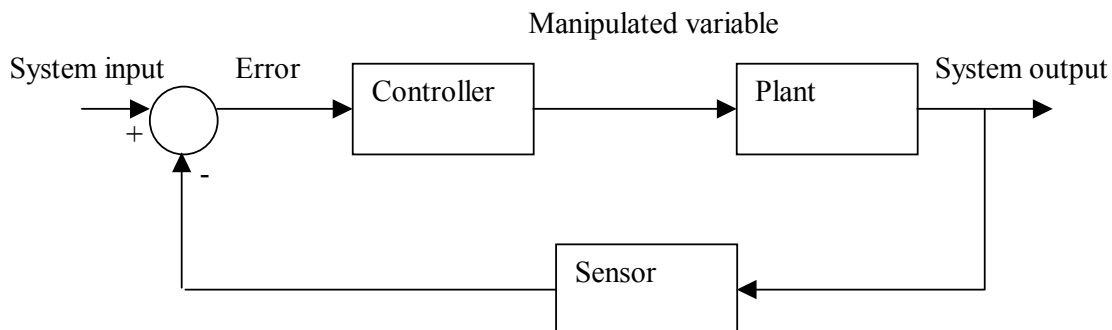 Manipulated variable
System input
Error
Controller
Plant
System output
+
-
Sensor